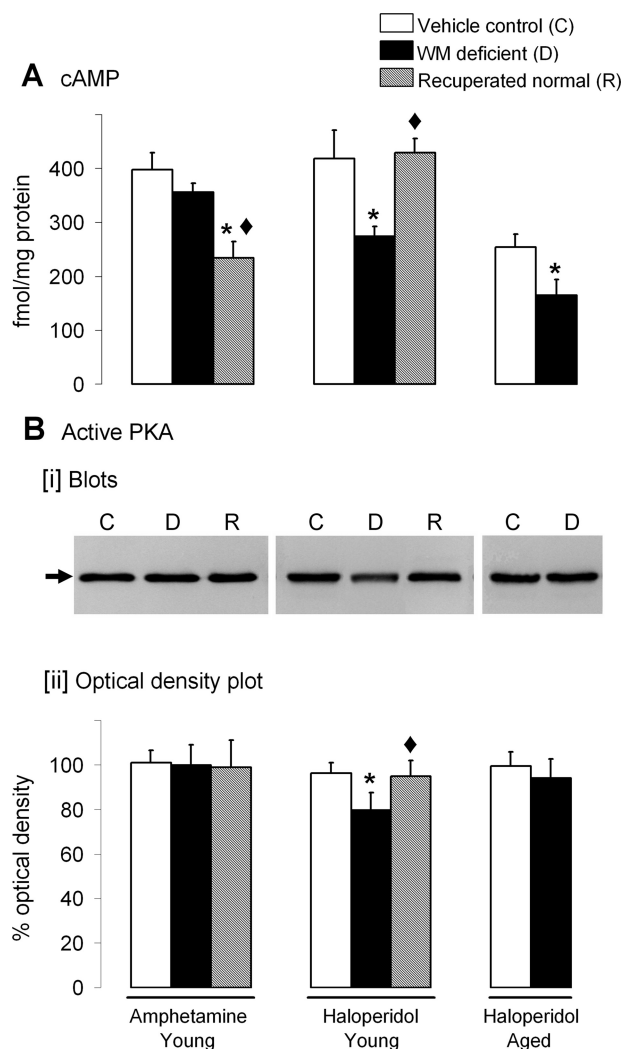 Vehicle control (C)
WM deficient (D)
Recuperated normal (R)
A cAMP
fmol/mg protein
400
300
200
100
0
*♦
*
♦
*
B Active PKA
[i] Blots
C D R C D R C D
[ii] Optical density plot
% optical density
100
80
60
40
20
0
*
♦
Amphetamine Young
Haloperidol Young
Haloperidol Aged